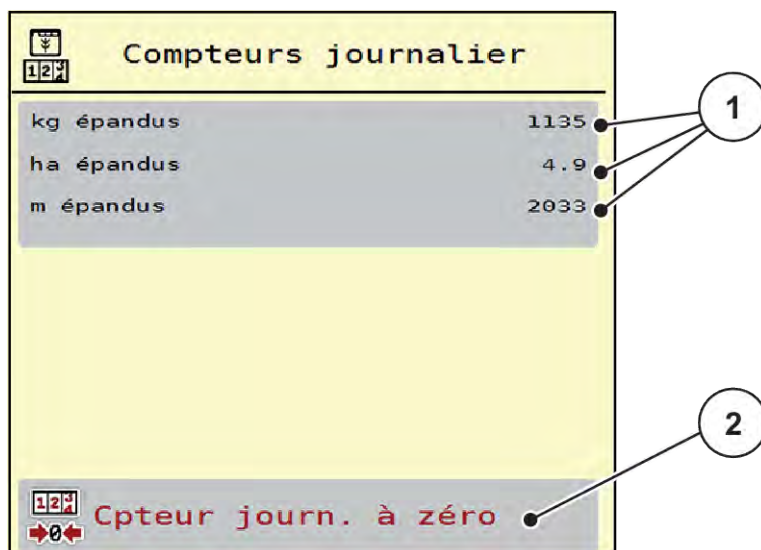 Compteurs journalier
kg épandus 1135
ha épandus 4.9
m épandus 2033
Cpteur journ. à zéro
1
2